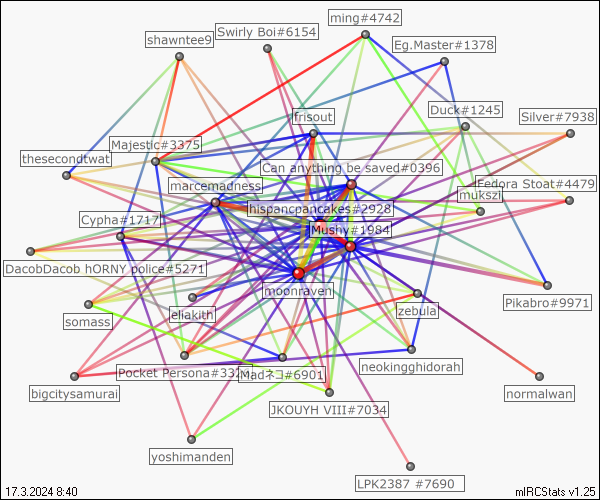 ming#4742
Swirly Boi#6154
shawntee9
Eg.Master#1378
Duck#1245
Silver#7938
frisout
Majestic#3375
thesecondtwat
Can anything be saved#0396
marcemadness
Fedora Stoat#4479
mukszi
hispancpancakes#2928
Cypha#1717
Mushy#1984
DacobDacob hORNY police#5271
moonraven
Pikabro#9971
somass
eliakith
zebula
Pocket Persona#332
Madネコ#6901
neokingghidorah
bigcitysamurai
normalwan
JKOUYH VIII#7034
yoshimanden
LPK2387 #7690
17.3.2024 8:40
mIRCStats v1.25